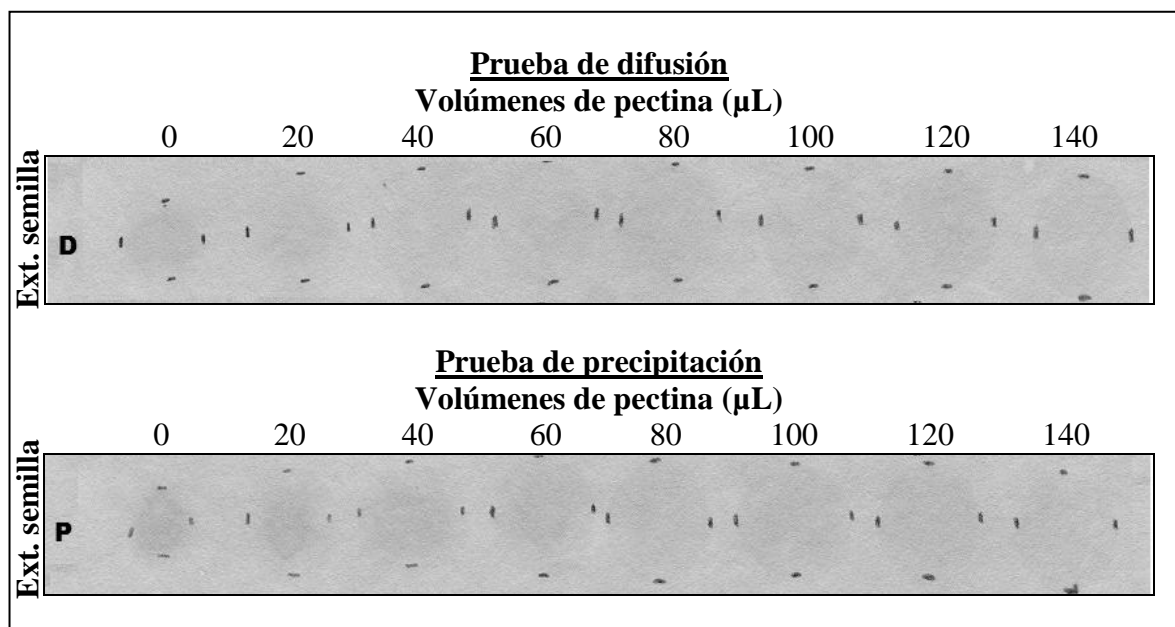 Prueba de difusión
Volúmenes de pectina (µL)
0 20 40 60 80 100 120 140
Ext. semilla
D
Prueba de precipitación
Volúmenes de pectina (µL)
0 20 40 60 80 100 120 140
Ext. semilla
P